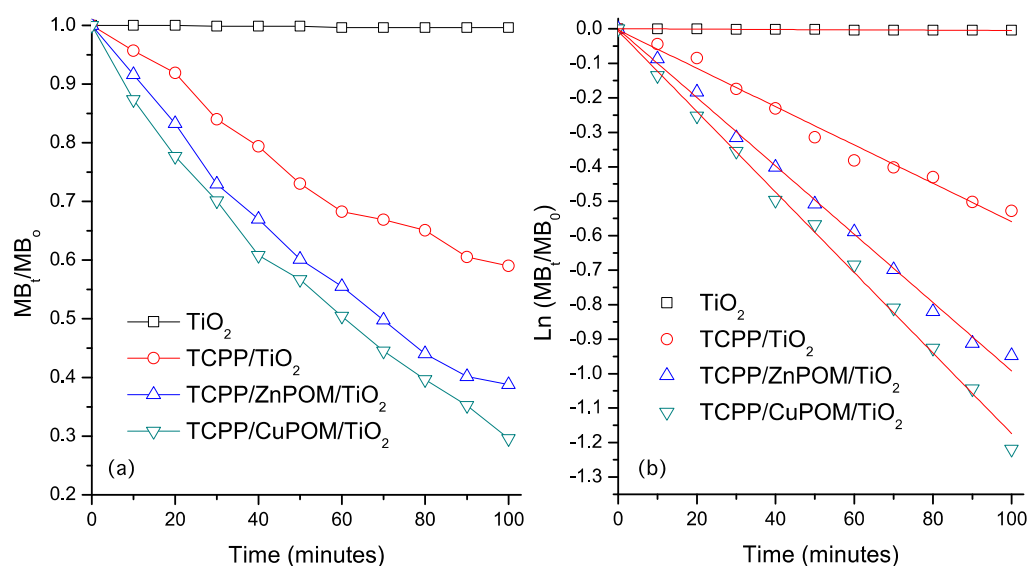 1.0
0.9
0.8
0.7
0.6
0.5
0.4
0.3
0.2
0
20
40
60
80
100
MBₜ/MBₒ
Time (minutes)
TiO₂
TCPP/TiO₂
TCPP/ZnPOM/TiO₂
TCPP/CuPOM/TiO₂
(a)
0.0
-0.1
-0.2
-0.3
-0.4
-0.5
-0.6
-0.7
-0.8
-0.9
-1.0
-1.1
-1.2
-1.3
0
20
40
60
80
100
Ln (MBₜ/MB₀)
Time (minutes)
TiO₂
TCPP/TiO₂
TCPP/ZnPOM/TiO₂
TCPP/CuPOM/TiO₂
(b)